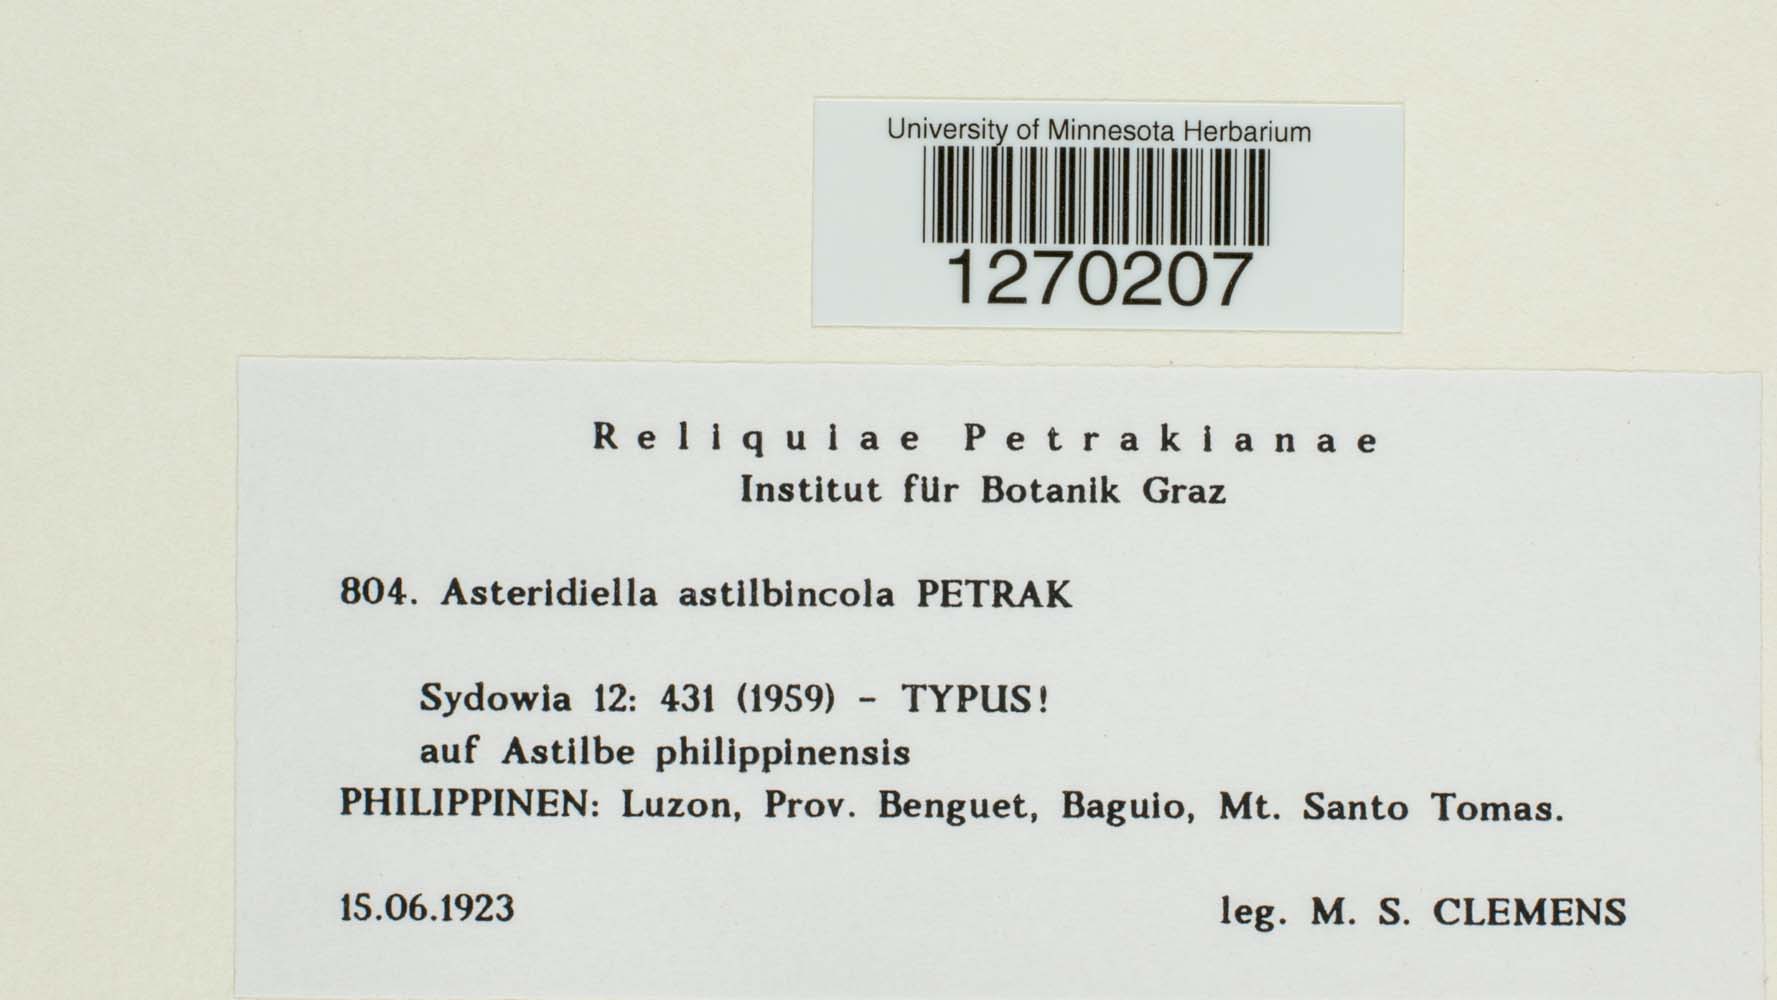 University of Minnesota Herbarium
1270207
Reliquiae Petrakianae
Institut für Botanik Graz
804. Asteridiella astilbincola PETRAK
Sydowia 12: 431 (1959) - TYPUS!
auf Astilbe philippinensis
PHILIPPINEN: Luzon, Prov. Benguet, Baguio, Mt. Santo Tomas.
15.06.1923 leg. M. S. CLEMENS